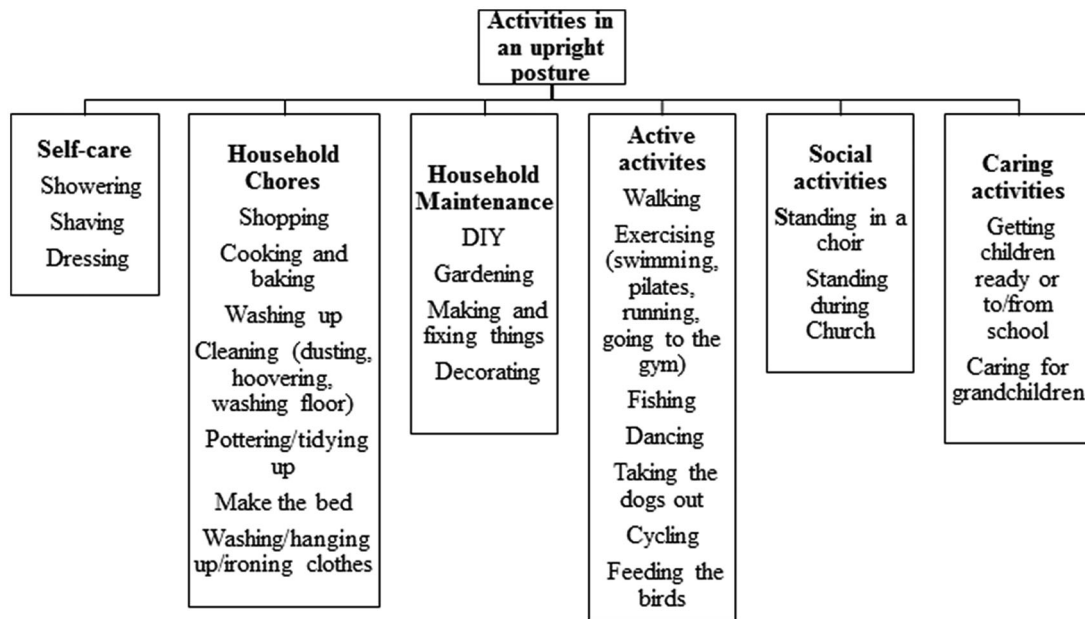 Activities in
an upright
posture
Self-care
Showering
Shaving
Dressing
Household
Chores
Shopping
Cooking and
baking
Washing up
Cleaning (dusting,
hoovering,
washing floor)
Pottering/tidying
up
Make the bed
Washing/hanging
up/ironing clothes
Household
Maintenance
DIY
Gardening
Making and
fixing things
Decorating
Active
activites
Walking
Exercising
(swimming,
pilates,
running,
going to the
gym)
Fishing
Dancing
Taking the
dogs out
Cycling
Feeding the
birds
Social
activities
Standing in a
choir
Standing
during
Church
Caring
activities
Getting
children
ready or
to/from
school
Caring for
grandchildren